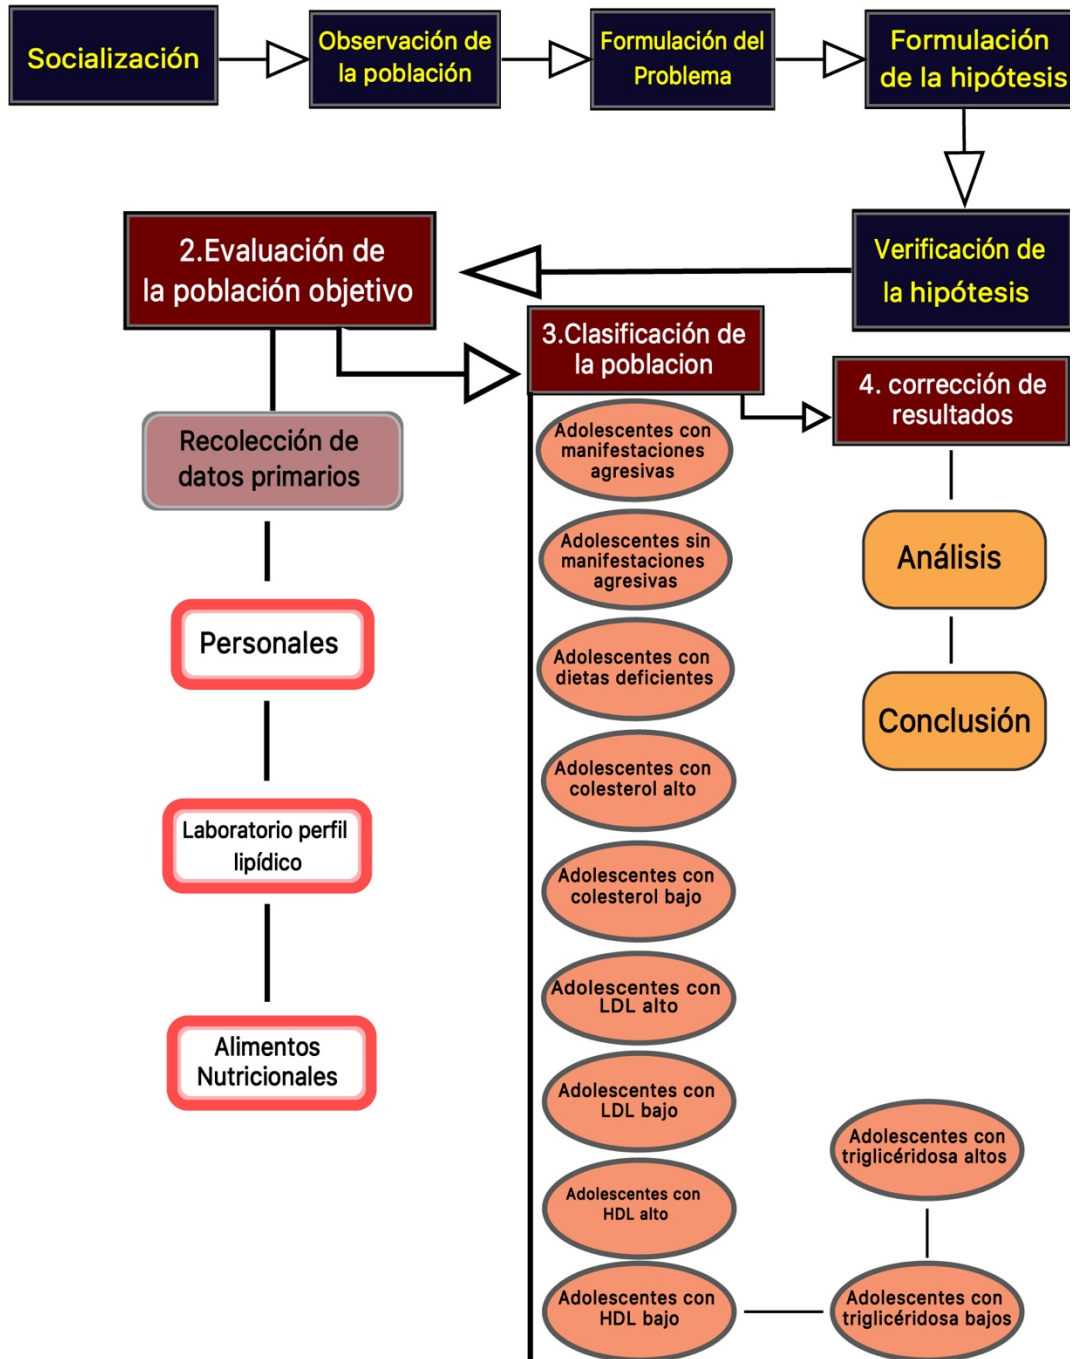 Socialización
Observación de
la población
Formulación del
Problema
Formulación
de la hipótesis
Verificación de
la hipótesis
2.Evaluación de
la población objetivo
Recolección de
datos primarios
Personales
Laboratorio perfil
lipídico
Alimentos
Nutricionales
3.Clasificación de
la poblacion
Adolescentes con
manifestaciones
agresivas
Adolescentes sin
manifestaciones
agresivas
Adolescentes con
dietas deficientes
Adolescentes con
colesterol alto
Adolescentes con
colesterol bajo
Adolescentes con
LDL alto
Adolescentes con
LDL bajo
Adolescentes con
HDL alto
Adolescentes con
HDL bajo
Adolescentes con
triglicéridosa bajos
Adolescentes con
triglicéridosa altos
4. corrección de
resultados
Análisis
Conclusión